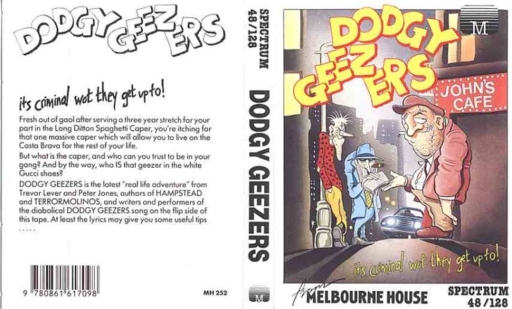 DODGY GEEZERS
its criminal wot they get up to!
Fresh out of gaol after serving a three year stretch for your
part in the Long Ditton Spaghetti Caper, you're itching for
that one massive caper which will allow you to live on the
Costa Brava for the rest of your life.
But what is the caper, and who can you trust to be in your
gang? And by the way, who IS that geezer in the white
Gucci shoes?
DODGY GEEZERS is the latest "real life adventure" from
Trevor Lever and Peter Jones, authors of HAMPSTEAD
and TERRORMOLINOS, and writers and performers of
the diabolical DODGY GEEZERS song on the flip side of
this tape. At least the lyrics may give you some useful tips
.....
9 780861 617098
MH 252
SPECTRUM
48/128
DODGY GEEZERS
M
DODGY
GEEZERS
M
JOHN'S
CAFE
its criminal wot they get up to!
from
MELBOURNE HOUSE
SPECTRUM
48/128